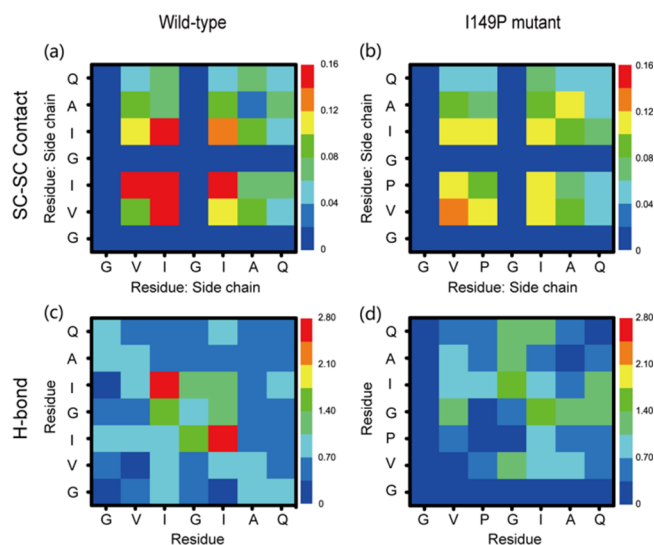 Wild-type
I149P mutant
(a)
(b)
SC-SC Contact
Residue: Side chain
Q
A
I
G
I
V
G
G V I G I A Q
Residue: Side chain
0.16
0.12
0.08
0.04
0
Residue: Side chain
Q
A
I
G
P
V
G
G V P G I A Q
Residue: Side chain
0.16
0.12
0.08
0.04
0
(c)
(d)
H-bond
Residue
Q
A
I
G
I
V
G
G V I G I A Q
Residue
2.80
2.10
1.40
0.70
0
Residue
Q
A
I
G
P
V
G
G V P G I A Q
Residue
2.80
2.10
1.40
0.70
0